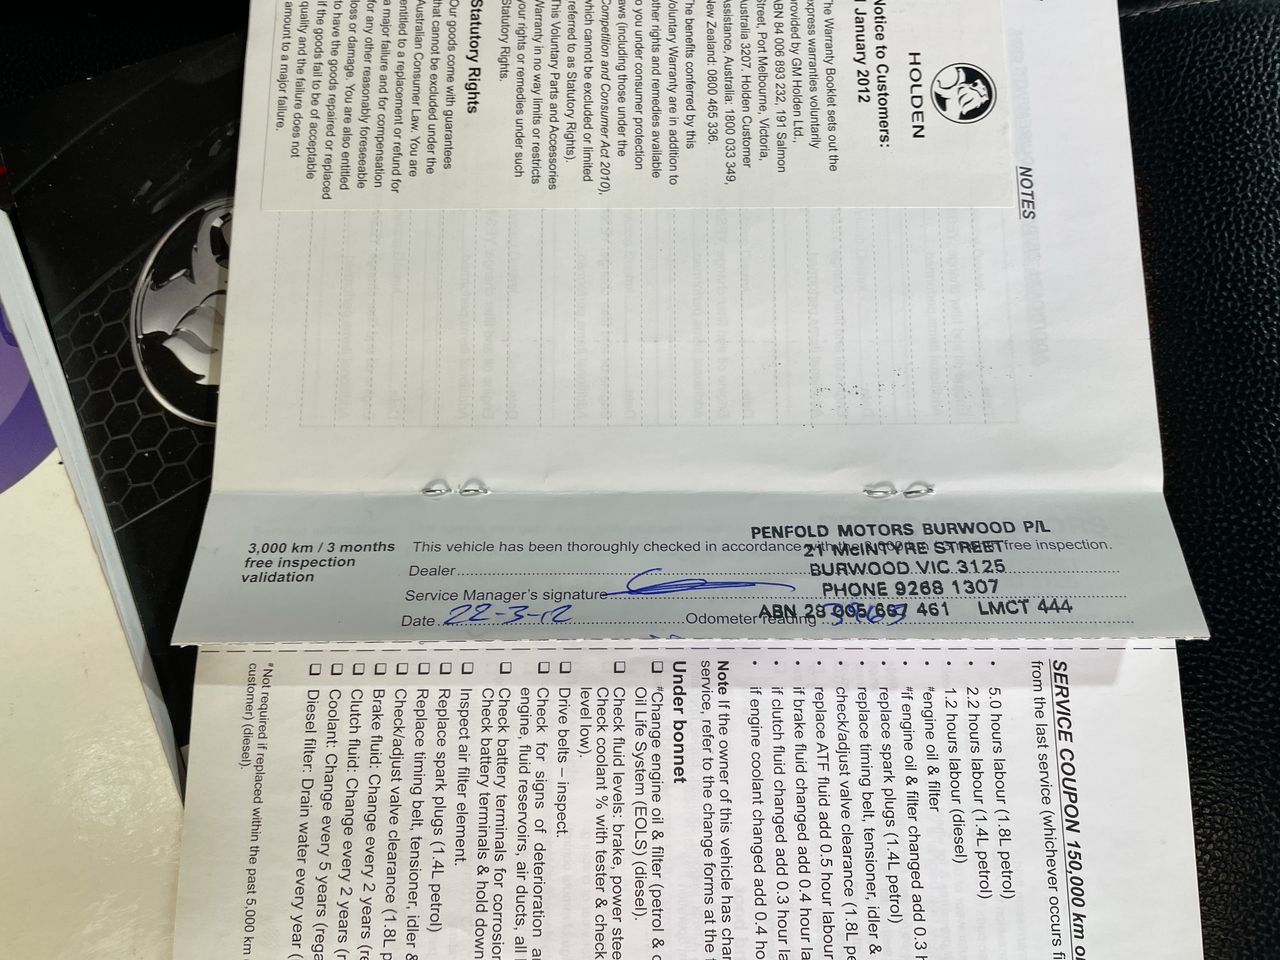 HOLDEN
Notice to Customers:
January 2012
The Warranty Booklet sets out the
express warranties voluntarily
provided by GM Holden Ltd.,
ABN 84 006 893 232, 191 Salmon
Street, Port Melbourne, Victoria,
Australia 3207. Holden Customer
Assistance, Australia: 1800 033 349,
New Zealand: 0800 465 336.
The benefits conferred by this
Voluntary Warranty are in addition to
other rights and remedies available
to you under consumer protection
laws (including those under the
Competition and Consumer Act 2010),
which cannot be excluded or limited
(referred to as Statutory Rights).
This Voluntary Parts and Accessories
Warranty in no way limits or restricts
your rights or remedies under such
Statutory Rights.
Statutory Rights
Our goods come with guarantees
that cannot be excluded under the
Australian Consumer Law. You are
entitled to a replacement or refund for
a major failure and for compensation
for any other reasonably foreseeable
loss or damage. You are also entitled
to have the goods repaired or replaced
if the goods fail to be of acceptable
quality and the failure does not
amount to a major failure.
NOTES
3,000 km / 3 months
free inspection
validation
This vehicle has been thoroughly checked in accordance with the free inspection.
Dealer
Service Manager's signature
Date 22-3-12
Odometer reading
PENFOLD MOTORS BURWOOD P/L
21 McINTYRE STREET
BURWOOD VIC 3125
PHONE 9268 1307
ABN 461 LMCT 444
SERVICE COUPON 150,000 km
from the last service (whichever occurs
• 5.0 hours labour (1.8L petrol)
• 2.2 hours labour (1.4L petrol)
• 1.2 hours labour (diesel)
• #engine oil & filter
• #if engine oil & filter changed add 0.3
• replace spark plugs (1.4L petrol)
• replace timing belt, tensioner, idler &
• check/adjust valve clearance (1.8L
• replace ATF fluid add 0.5 hour labour
• if brake fluid changed add 0.4 hour
• if clutch fluid changed add 0.3 hour
• if engine coolant changed add 0.4
Note If the owner of this vehicle has
service, refer to the change forms at the
Under bonnet
❏ #Change engine oil & filter (petrol &
Oil Life System (EOLS) (diesel).
❏ Check fluid levels: brake, power
Check coolant % with tester & check
level low).
❏ Drive belts – inspect.
❏ Check for signs of deterioration
engine, fluid reservoirs, air ducts, all
❏ Check battery terminals for corrosion
Check battery terminals & hold down
❏ Inspect air filter element.
❏ Replace spark plugs (1.4L petrol)
❏ Replace timing belt, tensioner, idler &
❏ Check/adjust valve clearance (1.8L
❏ Brake fluid: Change every 2 years
❏ Clutch fluid: Change every 2 years
❏ Coolant: Change every 5 years
❏ Diesel filter: Drain water every year
#Not required if replaced within the past 5,000 km
customer) (diesel).